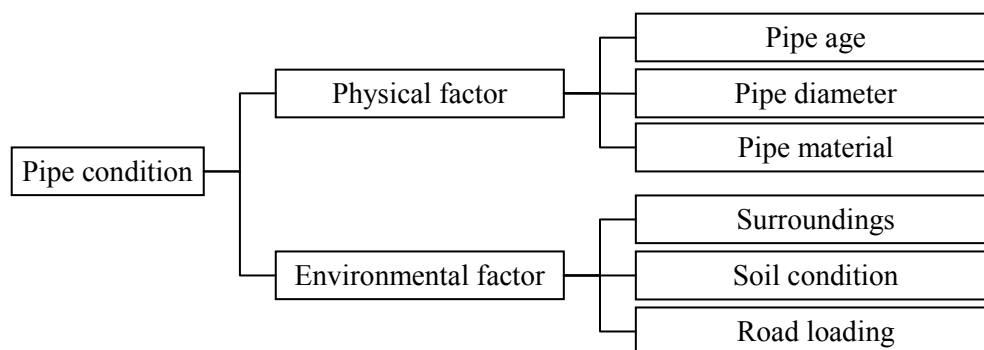 Pipe condition
Physical factor
Pipe age
Pipe diameter
Pipe material
Environmental factor
Surroundings
Soil condition
Road loading